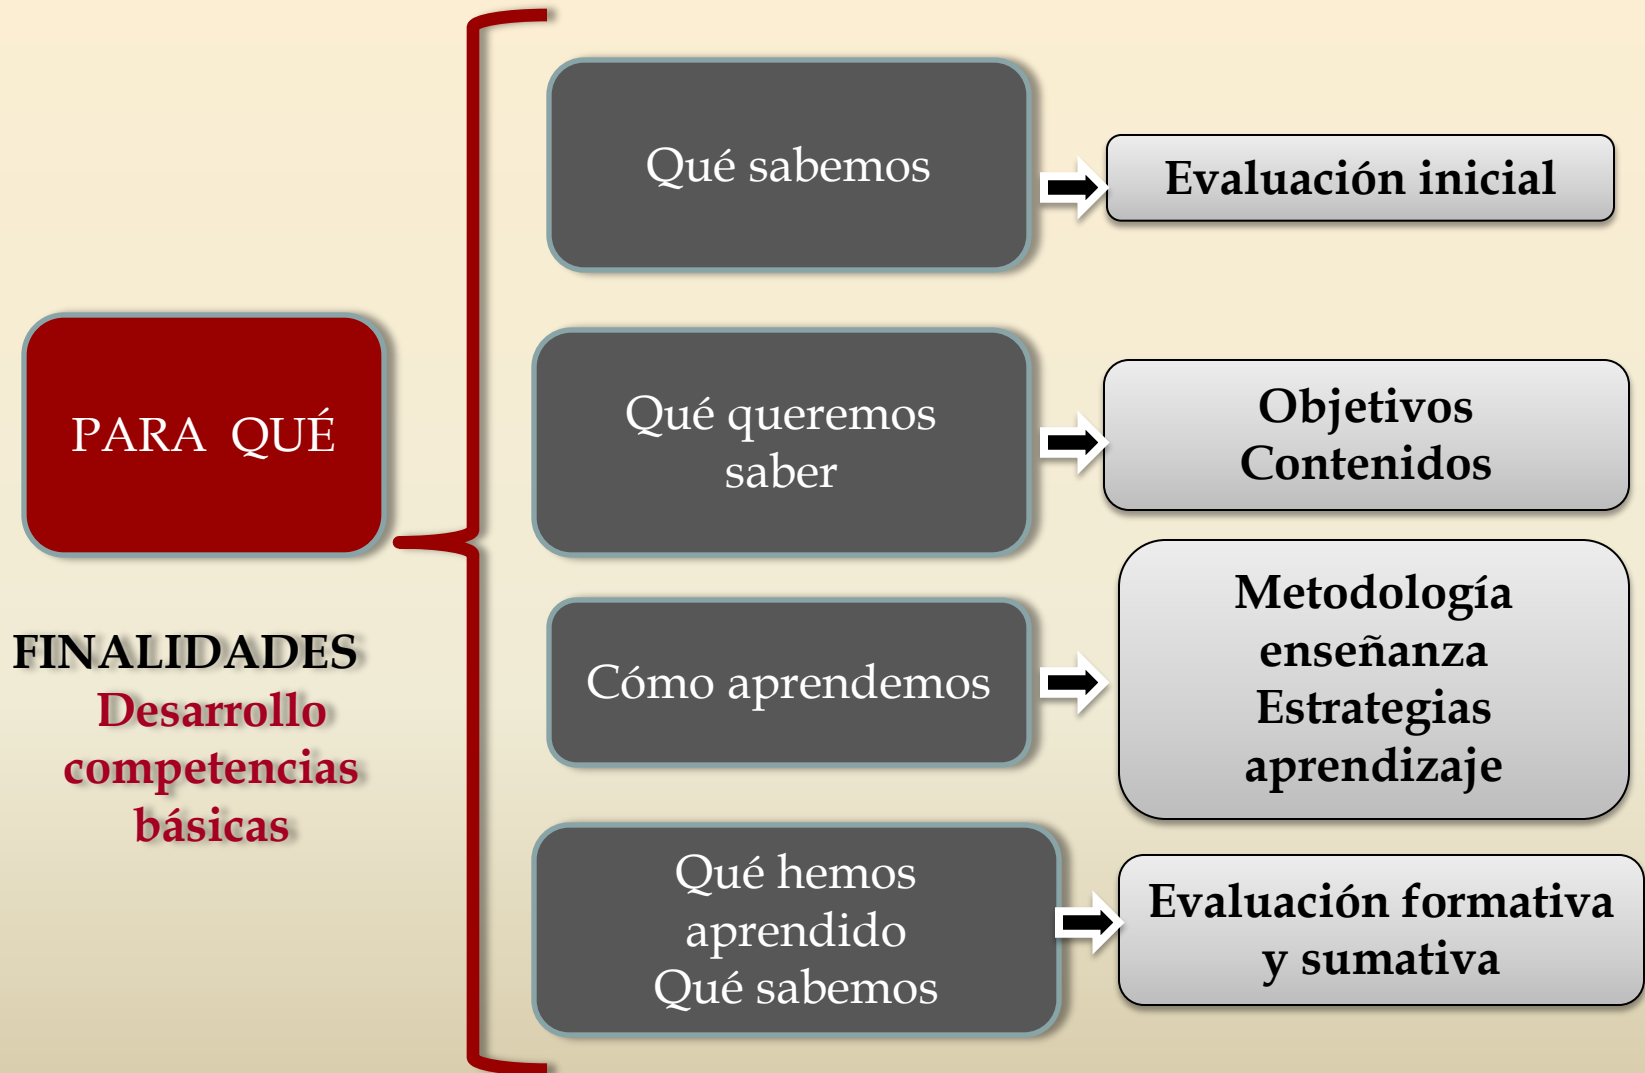 PARA QUÉ
FINALIDADES
Desarrollo
competencias
básicas
Qué sabemos
Evaluación inicial
Qué queremos
saber
Objetivos
Contenidos
Cómo aprendemos
Metodología
enseñanza
Estrategias
aprendizaje
Qué hemos
aprendido
Qué sabemos
Evaluación formativa
y sumativa